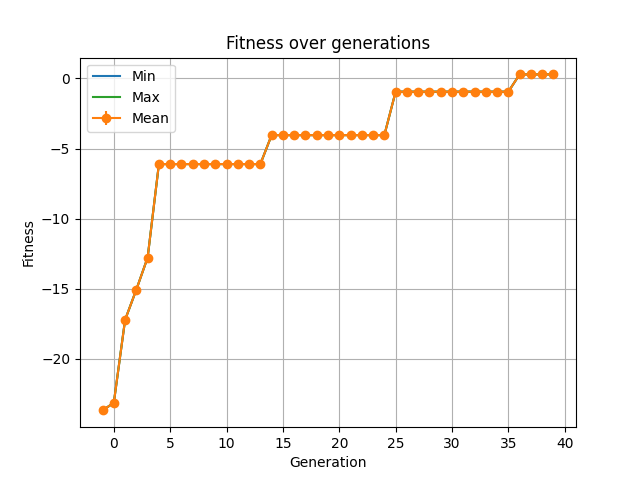 Fitness over generations
Min
Max
Mean
0
−5
−10
−15
−20
Fitness
0 5 10 15 20 25 30 35 40
Generation